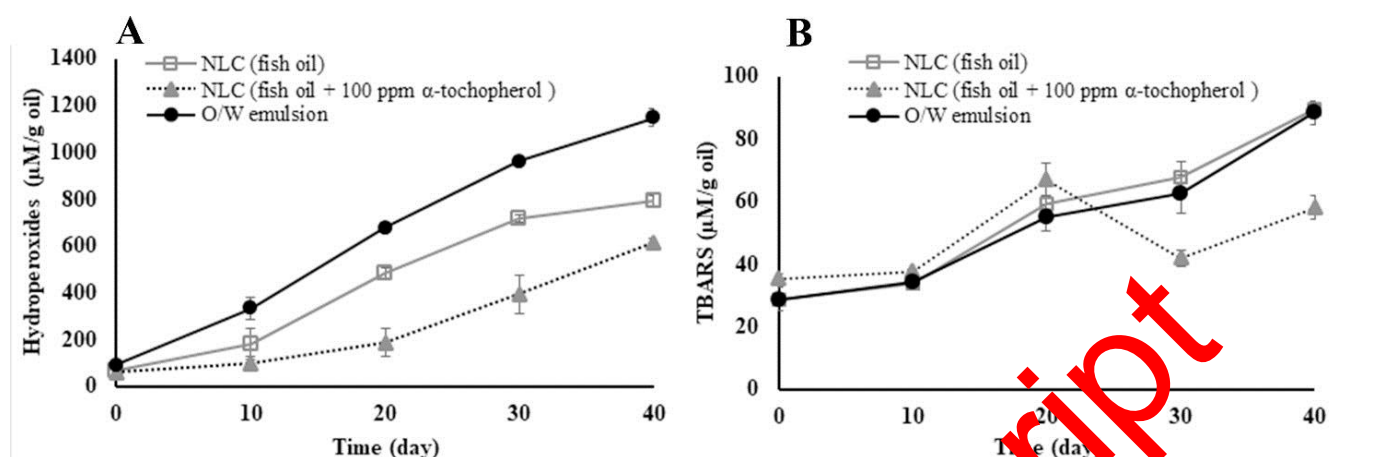 A
1400
1200
1000
800
600
400
200
0
Hydroperoxides (μM/g oil)
NLC (fish oil)
NLC (fish oil + 100 ppm α-tochopherol )
O/W emulsion
0 10 20 30 40
Time (day)
B
100
80
60
40
20
0
TBARS (μM/g oil)
NLC (fish oil)
NLC (fish oil + 100 ppm α-tochopherol )
O/W emulsion
0 10 20 30 40
Time (day
ript